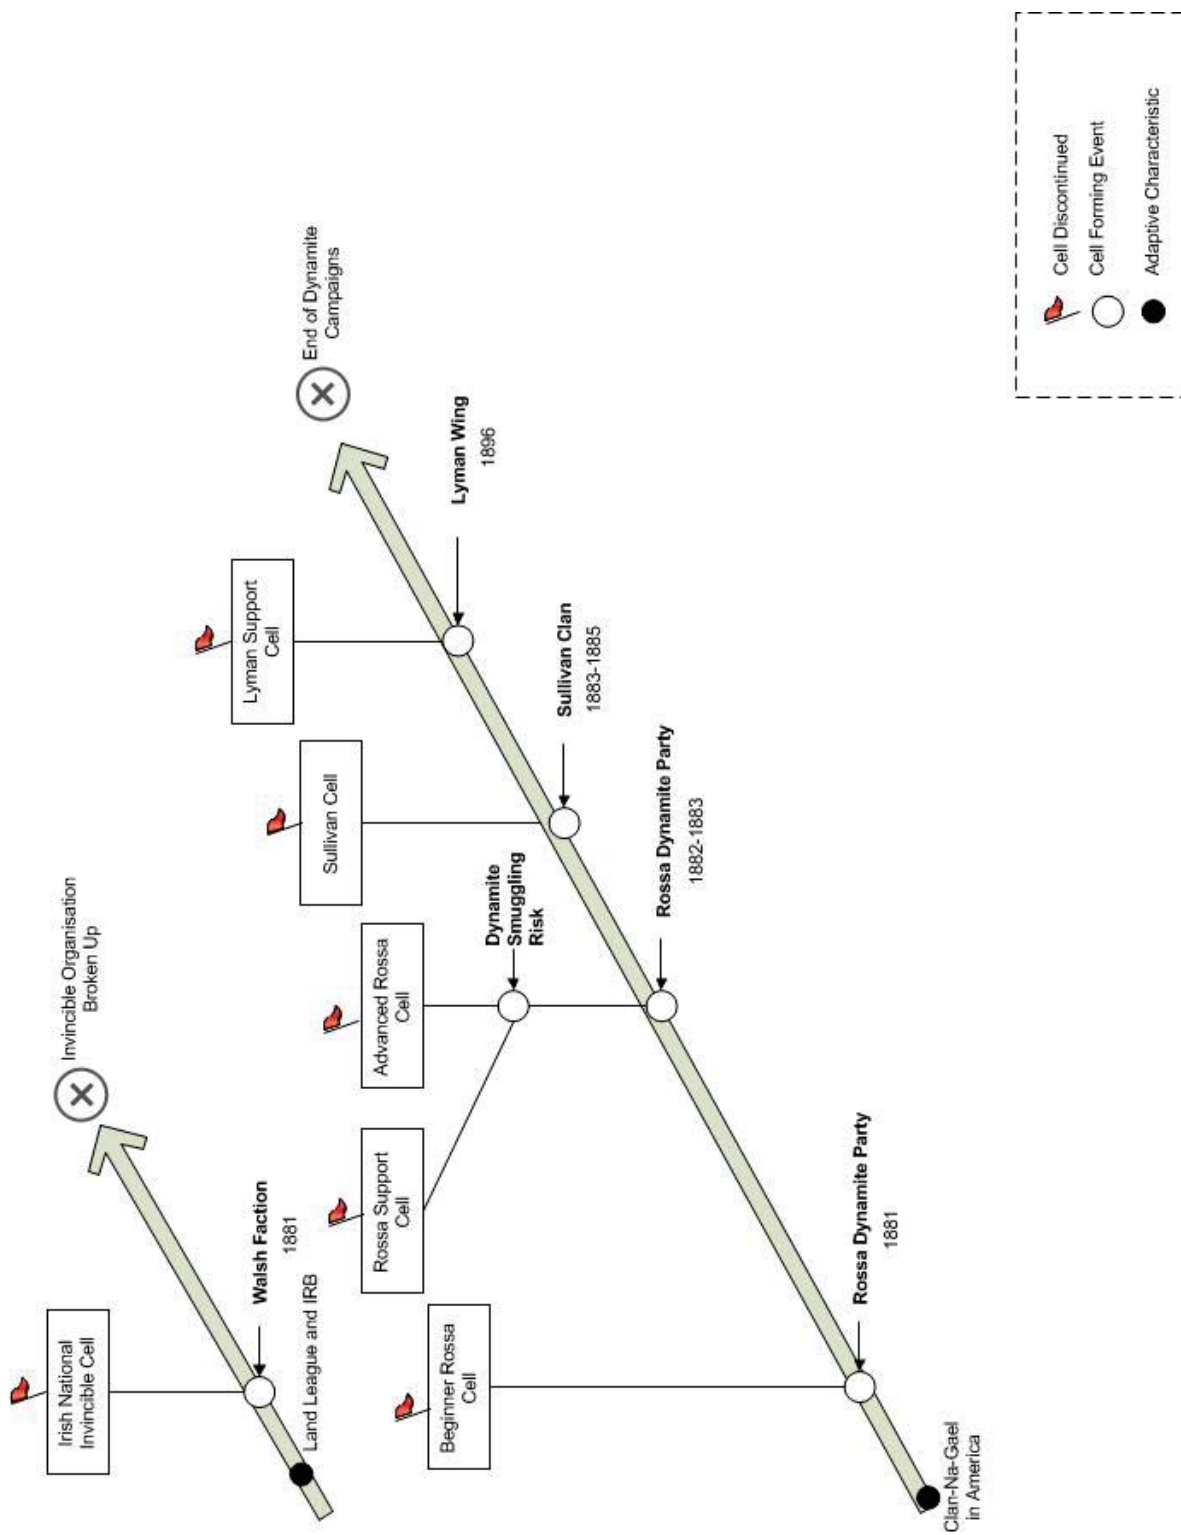 Irish National
Invincible Cell
Walsh Faction
1881
Land League and IRB
Invincible Organisation
Broken Up
Beginner Rossa
Cell
Rossa Support
Cell
Advanced Rossa
Cell
Sullivan Cell
Lyman Support
Cell
Dynamite
Smuggling
Risk
Clan-Na-Gael
in America
Rossa Dynamite Party
1881
Rossa Dynamite Party
1882-1883
Sullivan Clan
1883-1885
Lyman Wing
1896
End of Dynamite
Campaigns
Cell Discontinued
Cell Forming Event
Adaptive Characteristic